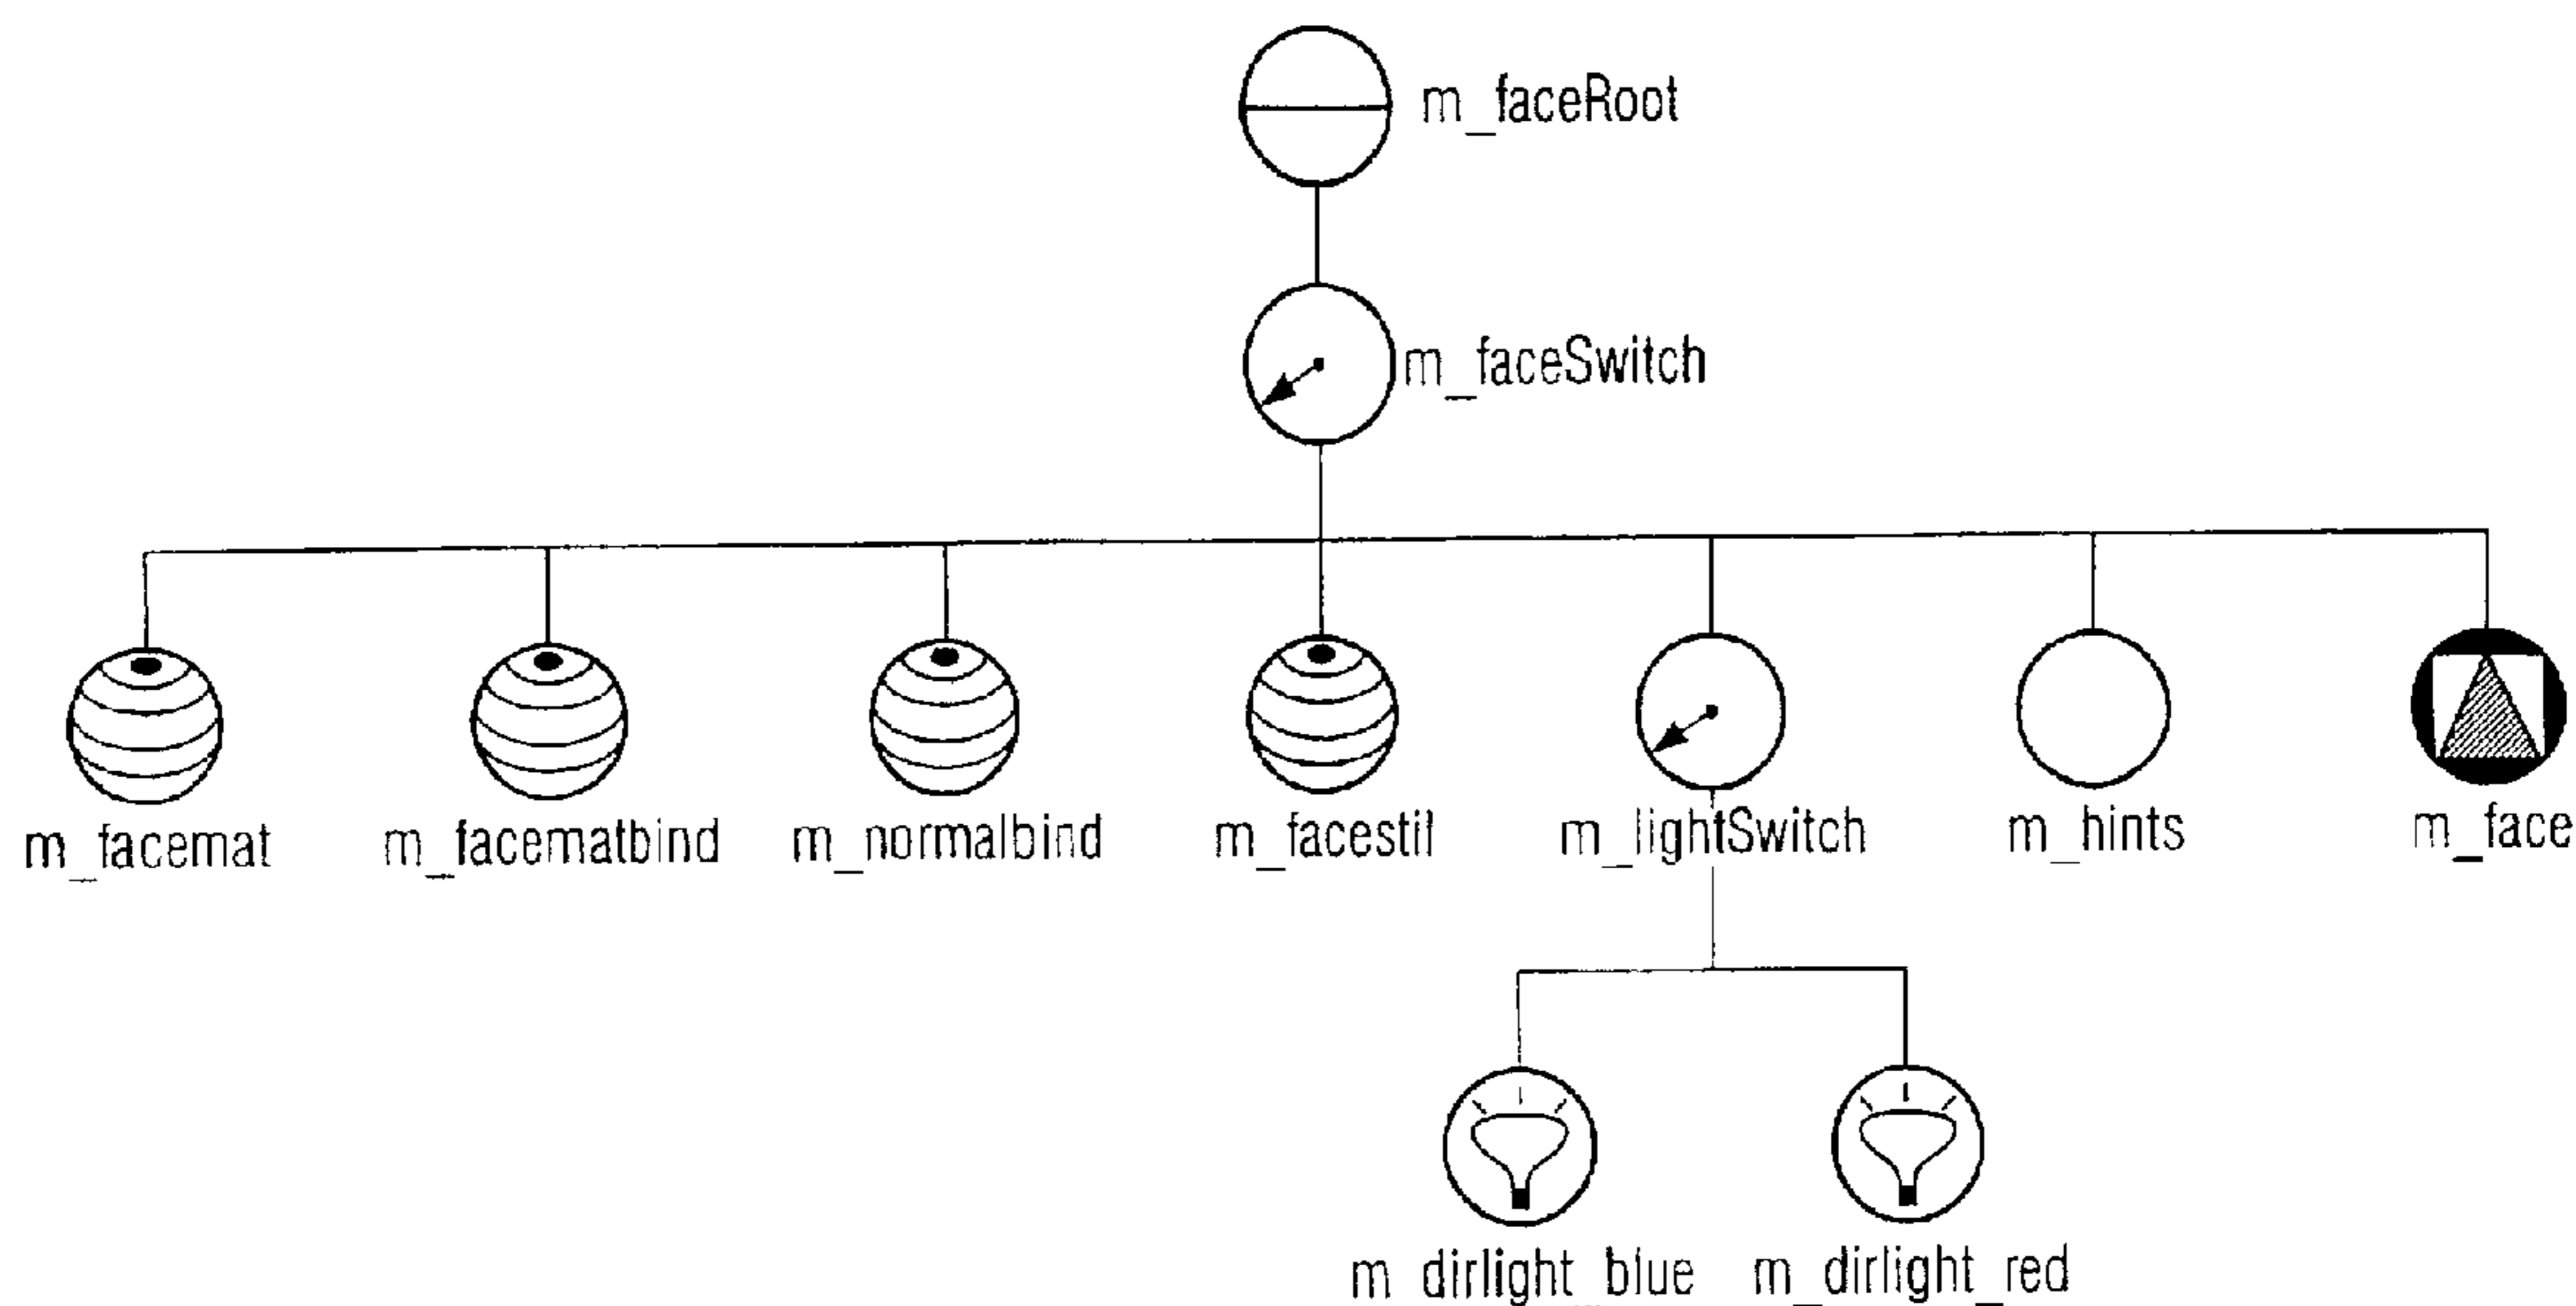 m_faceRoot
m_faceSwitch
m_facemat
m_facematbind
m_normalbind
m_facestil
m_lightSwitch
m_hints
m_face
m_dirlight_blue
m_dirlight_red